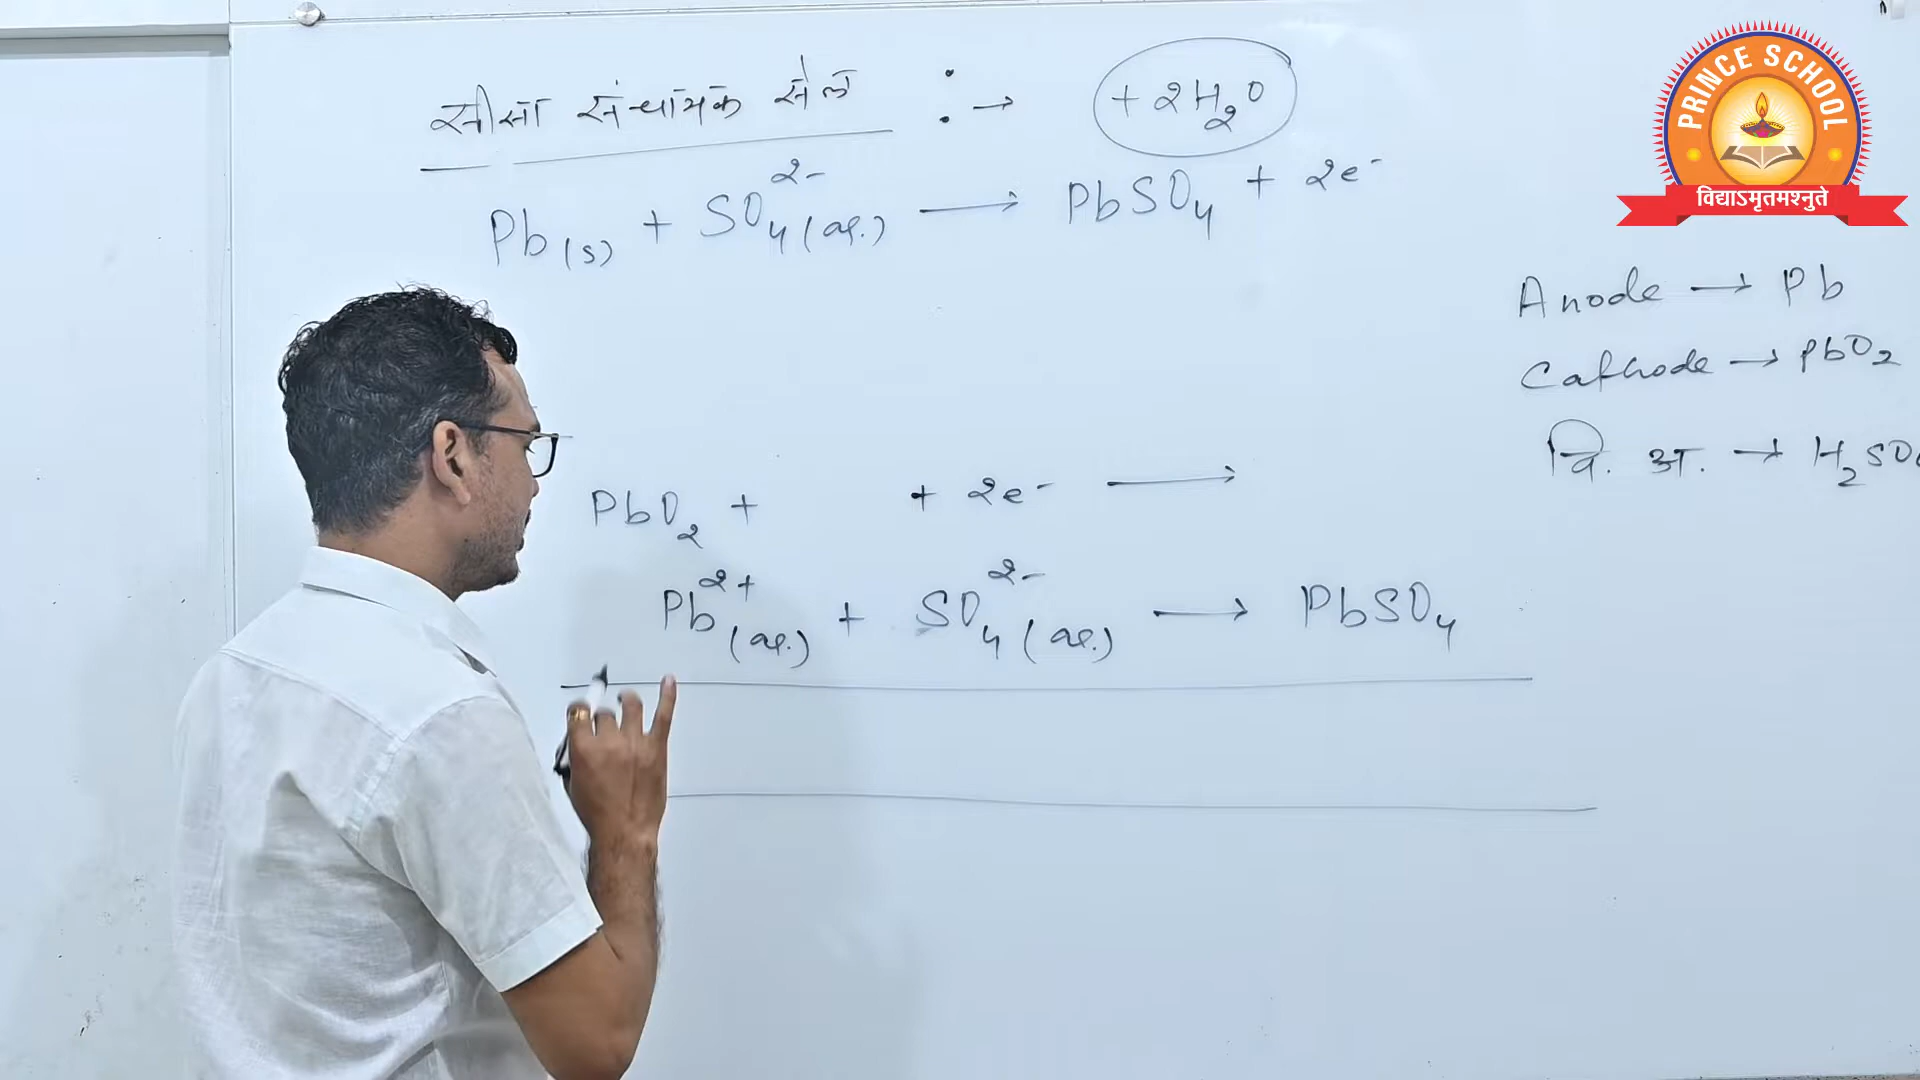 सीसा संचायक सेल :→ + 2H₂O
Pb(s) + SO₄²⁻(aq.) ⟶ PbSO₄ + 2e⁻
Anode → Pb
Cathode → PbO₂
वि. अ. → H₂SO
PbO₂ + + 2e⁻ ⟶
Pb²⁺(aq.) + SO₄²⁻(aq.) ⟶ PbSO₄
PRINCE SCHOOL
विद्याऽमृतमश्नुते